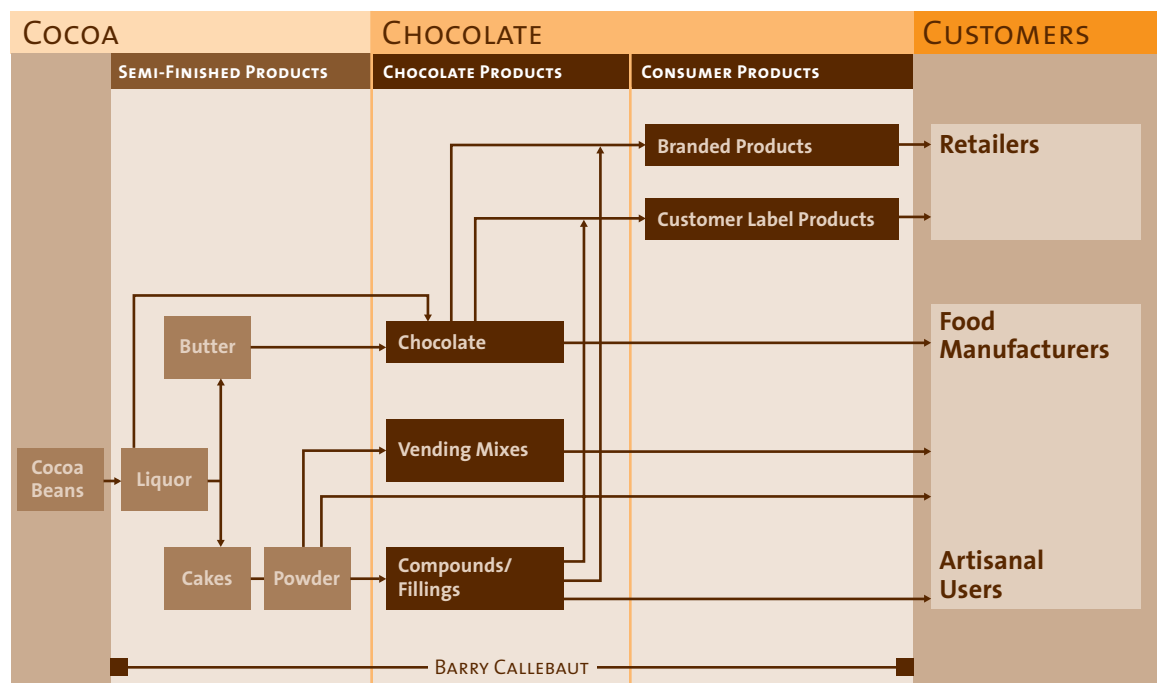 Cocoa
Chocolate
Customers
Semi-Finished Products
Chocolate Products
Consumer Products
Branded Products
Retailers
Customer Label Products
Butter
Chocolate
Food
Manufacturers
Cocoa
Beans
Liquor
Vending Mixes
Cakes
Powder
Compounds/
Fillings
Artisanal
Users
Barry Callebaut